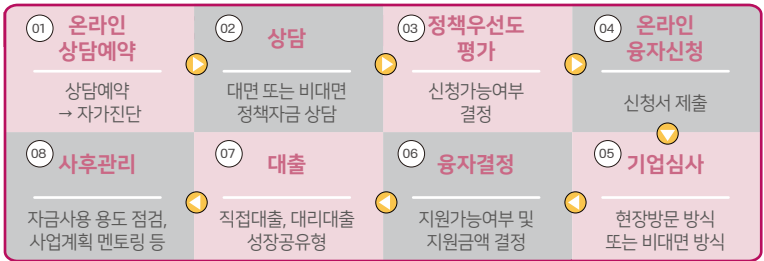 01 온라인
상담예약
상담예약
→ 자가진단
02 상담
대면 또는 비대면
정책자금 상담
03 정책우선도
평가
신청가능여부
결정
04 온라인
융자신청
신청서 제출
05 기업심사
현장방문 방식
또는 비대면 방식
06 융자결정
지원가능여부 및
지원금액 결정
07 대출
직접대출, 대리대출
성장공유형
08 사후관리
자금사용 용도 점검,
사업계획 멘토링 등